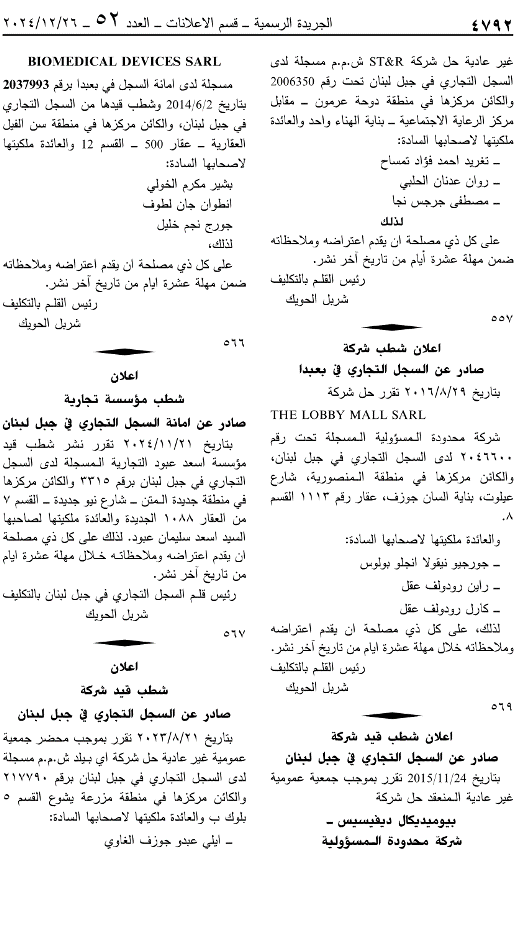 ٤٧٩٢
الجريدة الرسمية ــ قسم الاعلانات ــ العدد ٥٢ ــ ٢٠٢٤/١٢/٢٦
غير عادية حل شركة ST&R ش.م.م مسجلة لدى
السجل التجاري في جبل لبنان تحت رقم 2006350
والكائن مركزها في منطقة دوحة عرمون ــ مقابل
مركز الرعاية الاجتماعية ــ بناية الهناء واحد والعائدة
ملكيتها لاصحابها السادة:
ــ تغريد احمد فؤاد تمساح
ــ روان عدنان الحلبي
ــ مصطفى جرجس نجا
لذلك
على كل ذي مصلحة ان يقدم اعتراضه وملاحظاته
ضمن مهلة عشرة أيام من تاريخ آخر نشر.
رئيس القلم بالتكليف
شربل الحويك
٥٥٧
اعلان شطب شركة
صادر عن السجل التجاري في بعبدا
بتاريخ ٢٠١٦/٨/٢٩ تقرر حل شركة
THE LOBBY MALL SARL
شركة محدودة المسؤولية المسجلة تحت رقم
٢٠٤٦٦٠٠ لدى السجل التجاري في جبل لبنان،
والكائن مركزها في منطقة المنصورية، شارع
عيلوت، بناية السان جوزف، عقار رقم ١١١٣ القسم
٨.
والعائدة ملكيتها لاصحابها السادة:
ــ جورجيو نيقولا انجلو بولوس
ــ راين رودولف عقل
ــ كارل رودولف عقل
لذلك، على كل ذي مصلحة ان يقدم اعتراضه
وملاحظاته خلال مهلة عشرة ايام من تاريخ آخر نشر.
رئيس القلم بالتكليف
شربل الحويك
٥٦٩
اعلان شطب قيد شركة
صادر عن السجل التجاري في جبل لبنان
بتاريخ 2015/11/24 تقرر بموجب جمعية عمومية
غير عادية المنعقد حل شركة
بيوميديكال ديفيسيس ــ
شركة محدودة المسؤولية
BIOMEDICAL DEVICES SARL
مسجلة لدى امانة السجل في بعبدا برقم 2037993
بتاريخ 2014/6/2 وشطب قيدها من السجل التجاري
في جبل لبنان، والكائن مركزها في منطقة سن الفيل
العقارية ــ عقار 500 ــ القسم 12 والعائدة ملكيتها
لاصحابها السادة:
بشير مكرم الخولي
انطوان جان لطوف
جورج نجم خليل
لذلك،
على كل ذي مصلحة ان يقدم اعتراضه وملاحظاته
ضمن مهلة عشرة ايام من تاريخ آخر نشر.
رئيس القلم بالتكليف
شربل الحويك
٥٦٦
اعلان
شطب مؤسسة تجارية
صادر عن امانة السجل التجاري في جبل لبنان
بتاريخ ٢٠٢٤/١١/٢١ تقرر نشر شطب قيد
مؤسسة اسعد عبود التجارية المسجلة لدى السجل
التجاري في جبل لبنان برقم ٣٣١٥ والكائن مركزها
في منطقة جديدة المتن ــ شارع نيو جديدة ــ القسم ٧
من العقار ١٠٨٨ الجديدة والعائدة ملكيتها لصاحبها
السيد اسعد سليمان عبود. لذلك على كل ذي مصلحة
ان يقدم اعتراضه وملاحظاته خلال مهلة عشرة ايام
من تاريخ آخر نشر.
رئيس قلم السجل التجاري في جبل لبنان بالتكليف
شربل الحويك
٥٦٧
اعلان
شطب قيد شركة
صادر عن السجل التجاري في جبل لبنان
بتاريخ ٢٠٢٣/٨/٢١ تقرر بموجب محضر جمعية
عمومية غير عادية حل شركة اي بيلد ش.م.م مسجلة
لدى السجل التجاري في جبل لبنان برقم ٢١٧٧٩٠
والكائن مركزها في منطقة مزرعة يشوع القسم ٥
بلوك ب والعائدة ملكيتها لاصحابها السادة:
ــ ايلي عبدو جوزف الغاوي